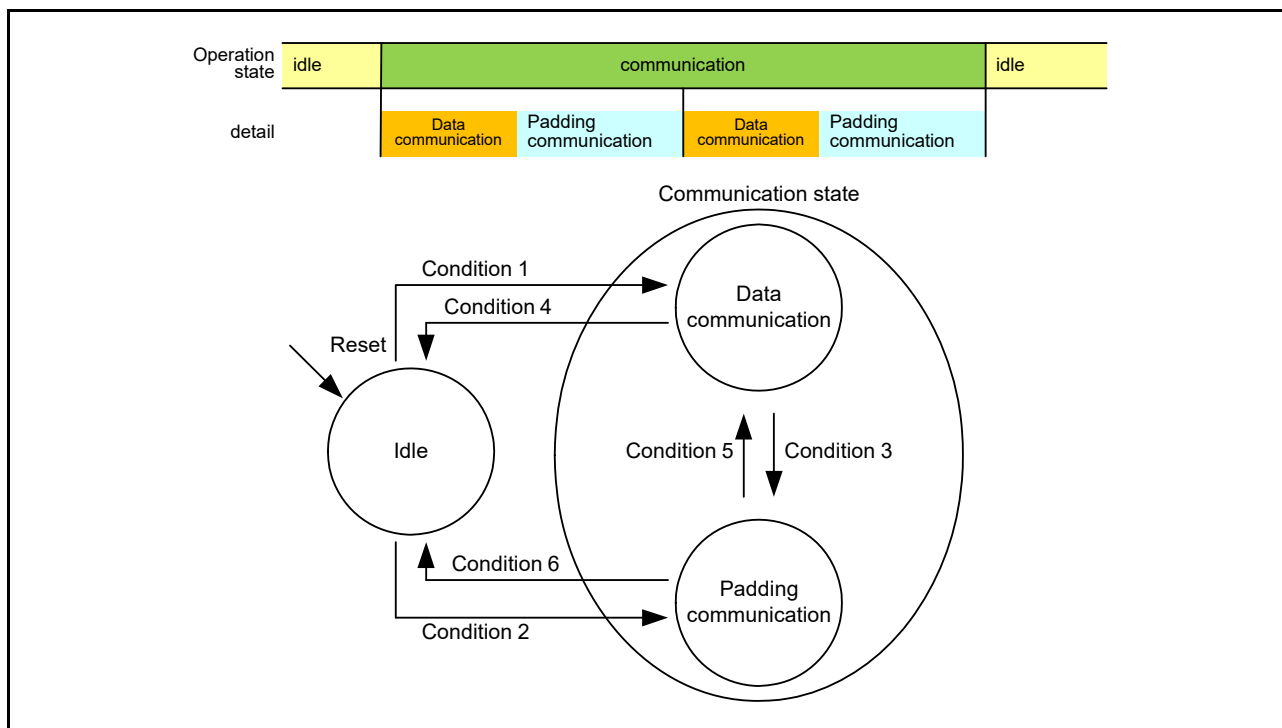 Operation
state
idle
communication
idle
detail
Data
communication
Padding
communication
Data
communication
Padding
communication
Communication state
Condition 1
Data
communication
Condition 4
Reset
Idle
Condition 5
Condition 3
Condition 6
Padding
communication
Condition 2